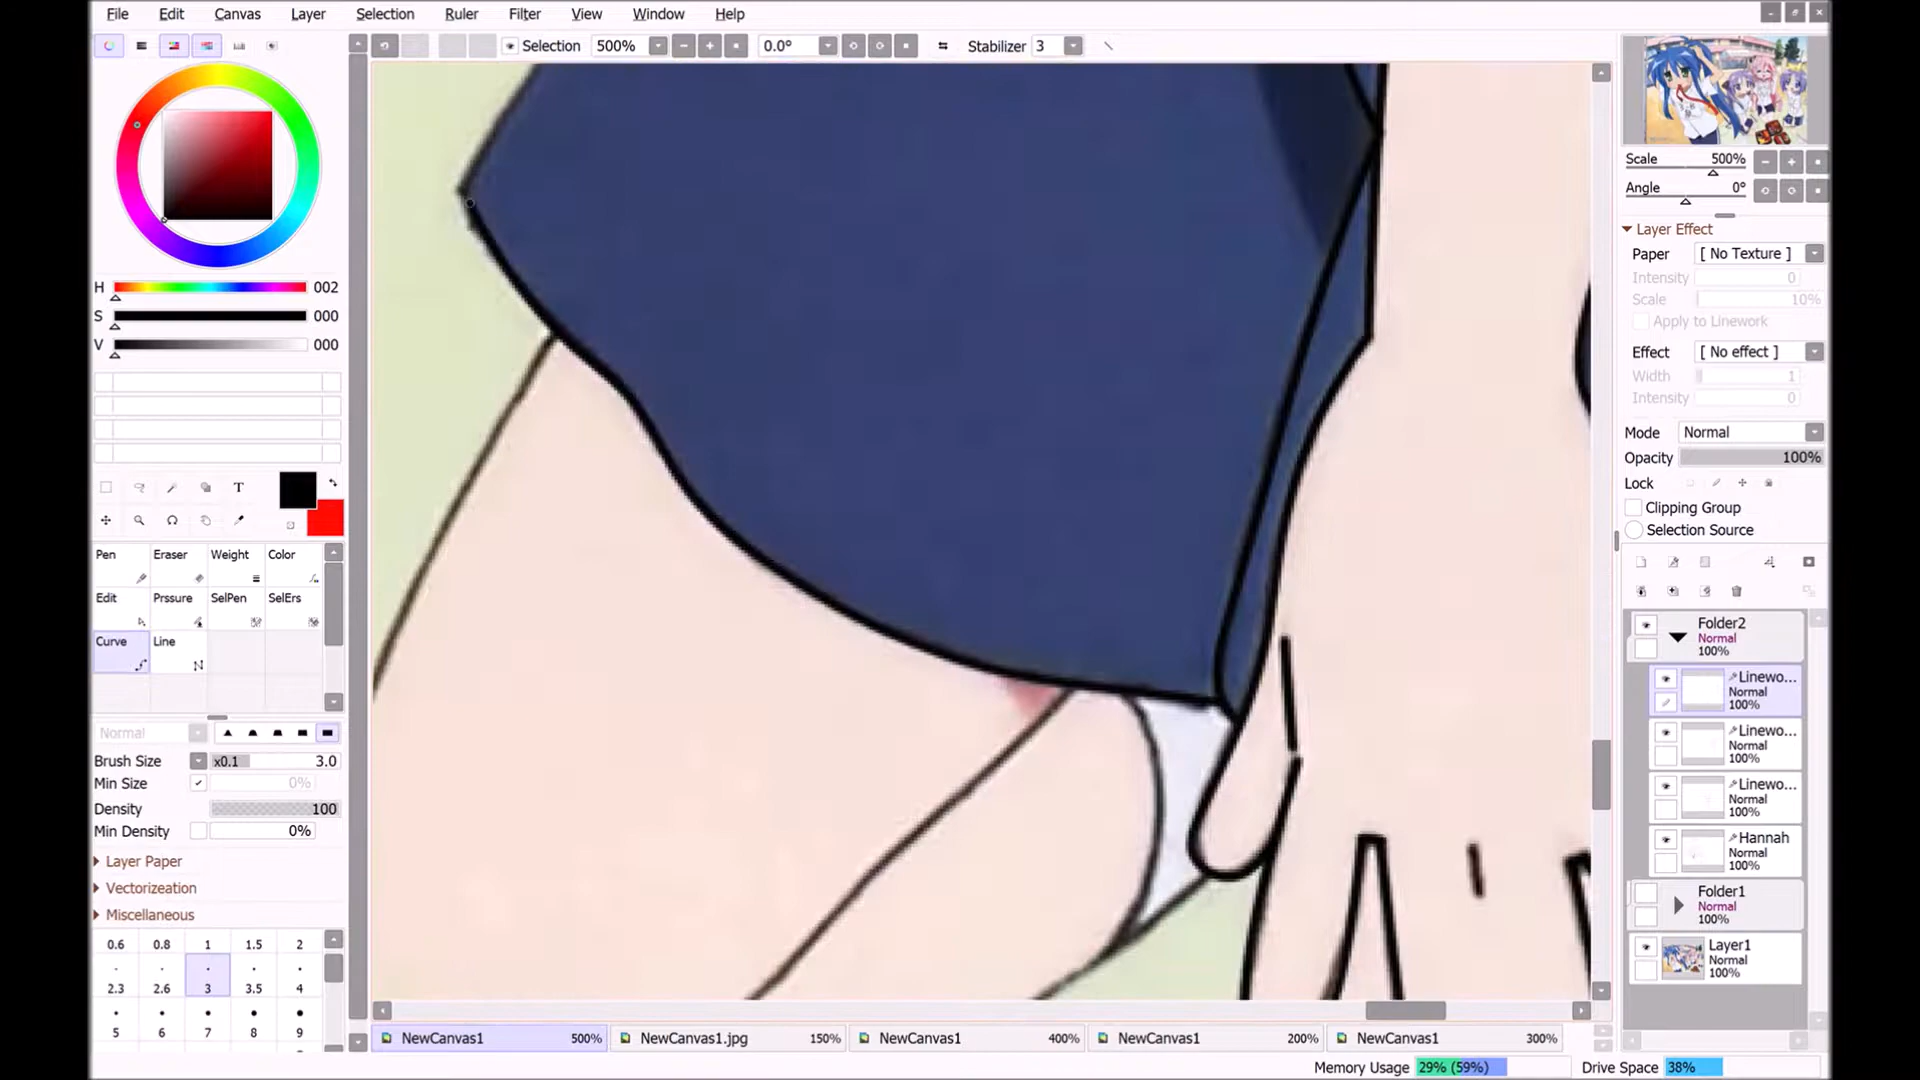 File Edit Canvas Layer Selection Ruler Filter View Window Help
Selection 500% 0.0° Stabilizer 3
Scale 500%
Angle 0°
Layer Effect
Paper [ No Texture ]
Intensity 0
Scale 10%
Apply to Linework
Effect [ No effect ]
Width 1
Intensity 0
Mode Normal
Opacity 100%
Lock
Clipping Group
Selection Source
H 002
S 000
V 000
T
Pen Eraser Weight Color
Edit Prssure SelPen SelErs
Curve Line
Normal
Brush Size x0.1 3.0
Min Size 0%
Density 100
Min Density 0%
Layer Paper
Vectorizeation
Miscellaneous
0.6 0.8 1 1.5 2
2.3 2.6 3 3.5 4
5 6 7 8 9
Folder2
Normal
100%
Linewo...
Normal
100%
Linewo...
Normal
100%
Linewo...
Normal
100%
Hannah
Normal
100%
Folder1
Normal
100%
Layer1
Normal
100%
NewCanvas1 500% NewCanvas1.jpg 150% NewCanvas1 400% NewCanvas1 200% NewCanvas1 300%
Memory Usage 29% (59%) Drive Space 38%